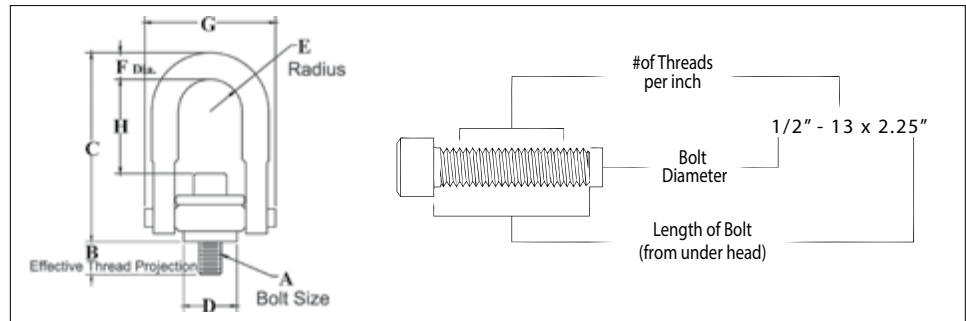 G
E
Radius
F Dia.
H
C
B
Effective Thread Projection
A
Bolt Size
D
#of Threads
per inch
1/2" - 13 x 2.25"
Bolt
Diameter
Length of Bolt
(from under head)